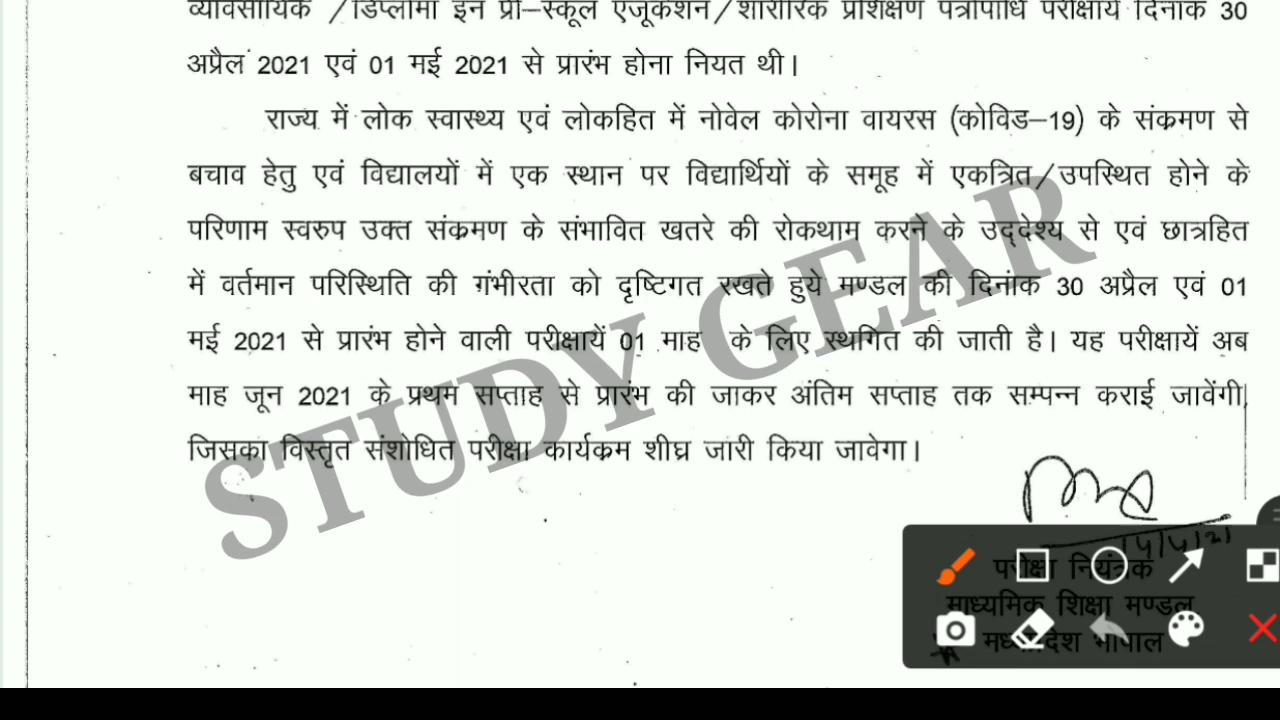 व्यावसायिक /डिप्लोमा इन प्री–स्कूल एजूकेशन/शारीरिक प्रशिक्षण पत्रोपाधि परीक्षायें दिनांक 30
अप्रैल 2021 एवं 01 मई 2021 से प्रारंभ होना नियत थी।
राज्य में लोक स्वास्थ्य एवं लोकहित में नोवेल कोरोना वायरस (कोविड–19) के संक्रमण से
बचाव हेतु एवं विद्यालयों में एक स्थान पर विद्यार्थियों के समूह में एकत्रित/उपस्थित होने के
परिणाम स्वरुप उक्त संक्रमण के संभावित खतरे की रोकथाम करने के उद्देश्य से एवं छात्रहित
में वर्तमान परिस्थिति की गंभीरता को दृष्टिगत रखते हुये मण्डल की दिनांक 30 अप्रैल एवं 01
मई 2021 से प्रारंभ होने वाली परीक्षायें 01 माह के लिए स्थगित की जाती है। यह परीक्षायें अब
माह जून 2021 के प्रथम सप्ताह से प्रारंभ की जाकर अंतिम सप्ताह तक सम्पन्न कराई जावेंगी,
जिसका विस्तृत संशोधित परीक्षा कार्यक्रम शीघ्र जारी किया जावेगा।
STUDY GEAR
परीक्षा नियंत्रक
माध्यमिक शिक्षा मण्डल
मध्यप्रदेश भोपाल